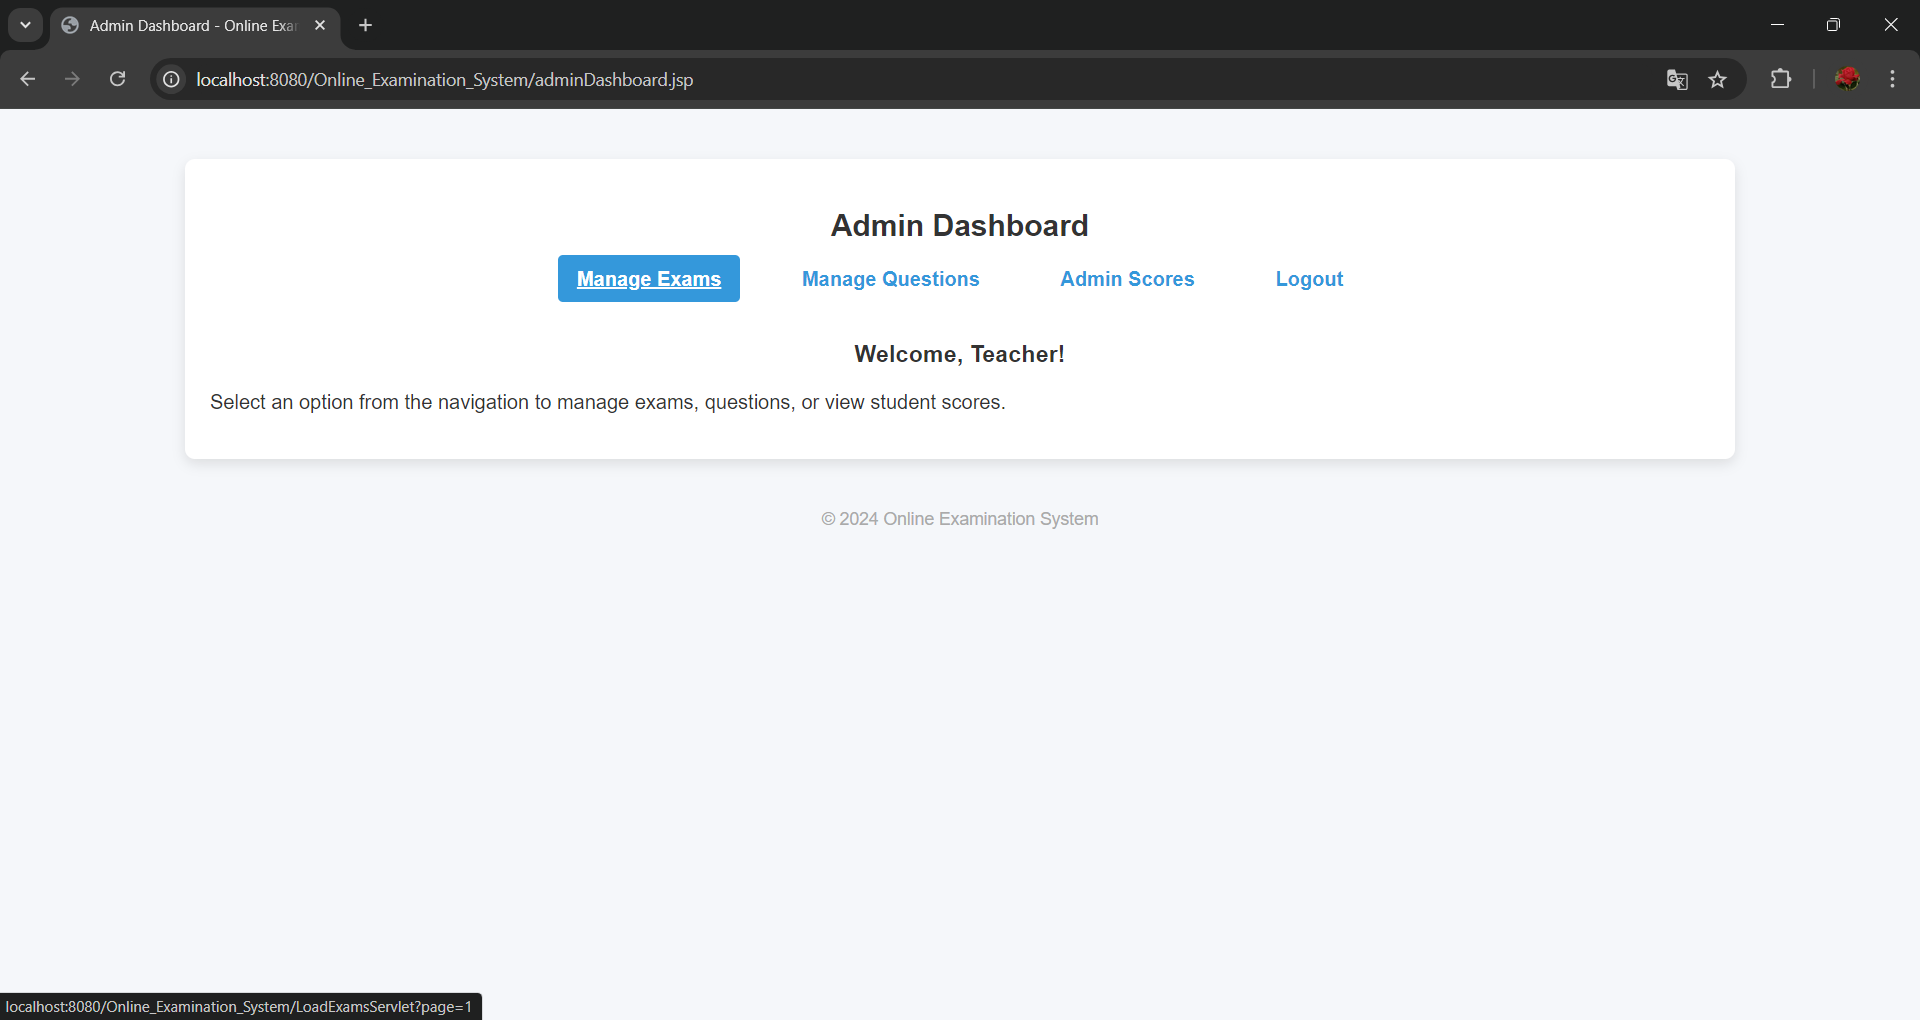 Admin Dashboard - Online Exa
localhost:8080/Online_Examination_System/adminDashboard.jsp
Admin Dashboard
Manage Exams Manage Questions Admin Scores Logout
Welcome, Teacher!
Select an option from the navigation to manage exams, questions, or view student scores.
© 2024 Online Examination System
localhost:8080/Online_Examination_System/LoadExamsServlet?page=1